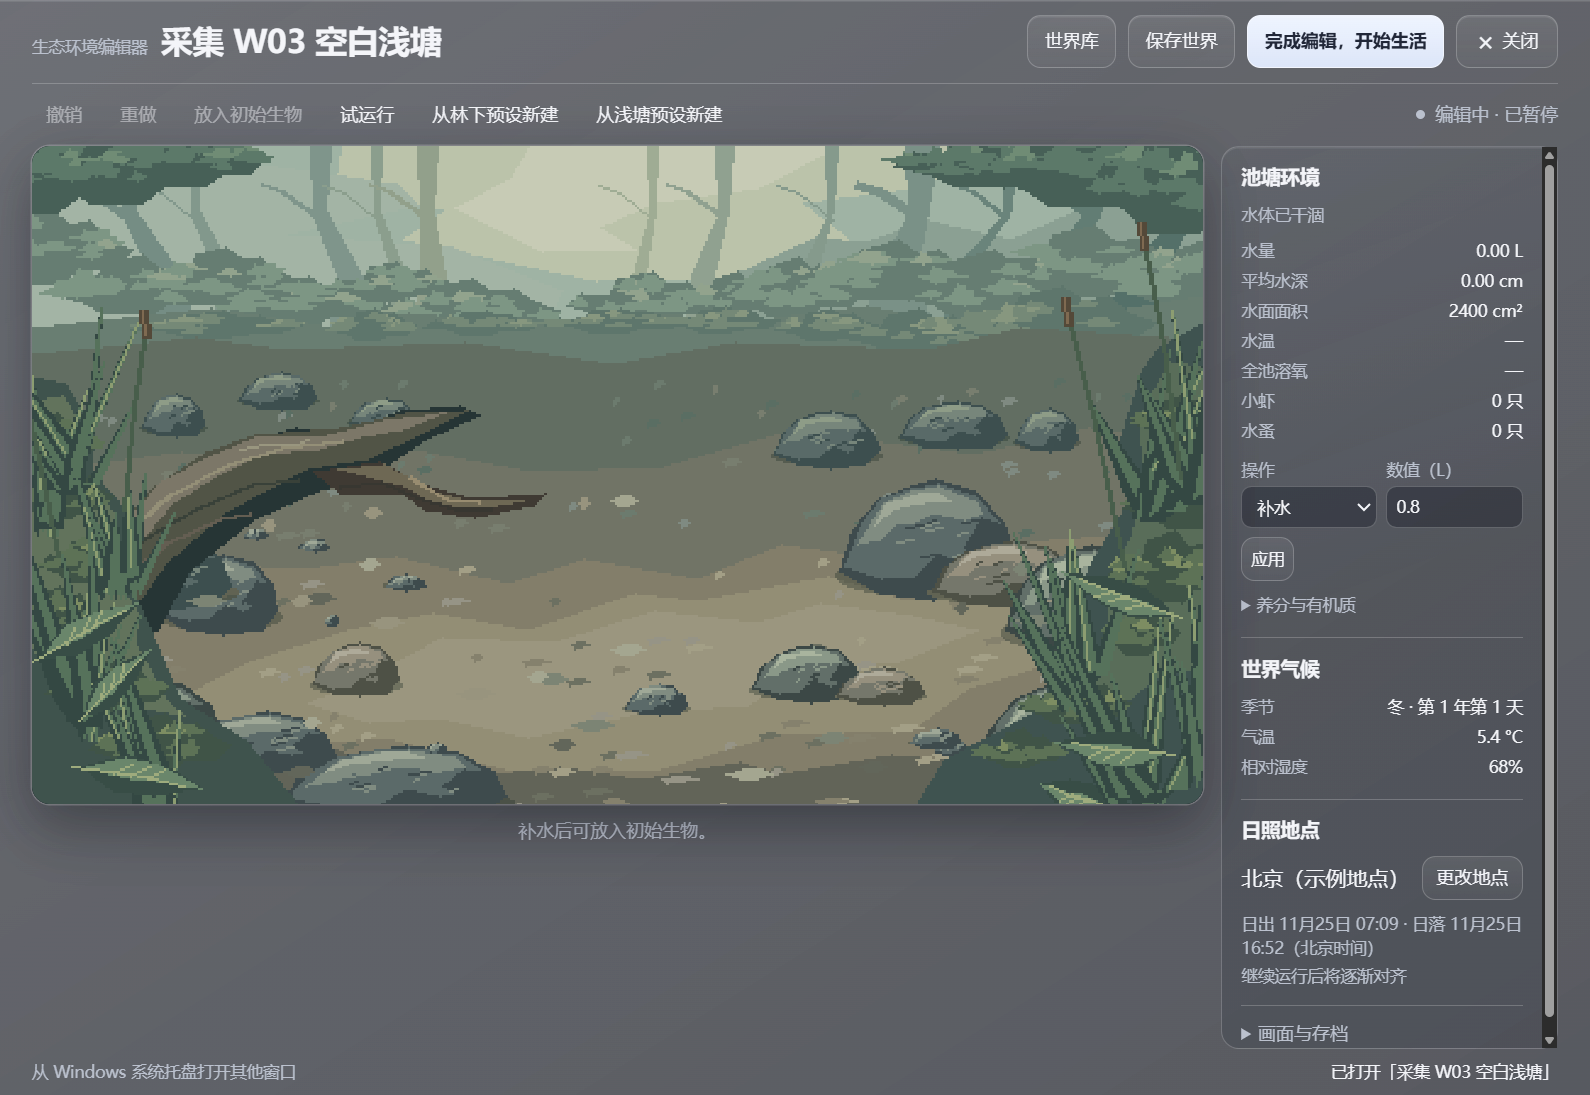 生态环境编辑器 采集 W03 空白浅塘
世界库 保存世界 完成编辑，开始生活 × 关闭
撤销 重做 放入初始生物 试运行 从林下预设新建 从浅塘预设新建
编辑中 · 已暂停
池塘环境
水体已干涸
水量 0.00 L
平均水深 0.00 cm
水面面积 2400 cm²
水温 —
全池溶氧 —
小虾 0 只
水蚤 0 只
操作 数值（L）
补水 0.8
应用
养分与有机质
世界气候
季节 冬 · 第 1 年第 1 天
气温 5.4 °C
相对湿度 68%
日照地点
北京（示例地点） 更改地点
日出 11月25日 07:09 · 日落 11月25日
16:52（北京时间）
继续运行后将逐渐对齐
画面与存档
补水后可放入初始生物。
从 Windows 系统托盘打开其他窗口
已打开「采集 W03 空白浅塘」